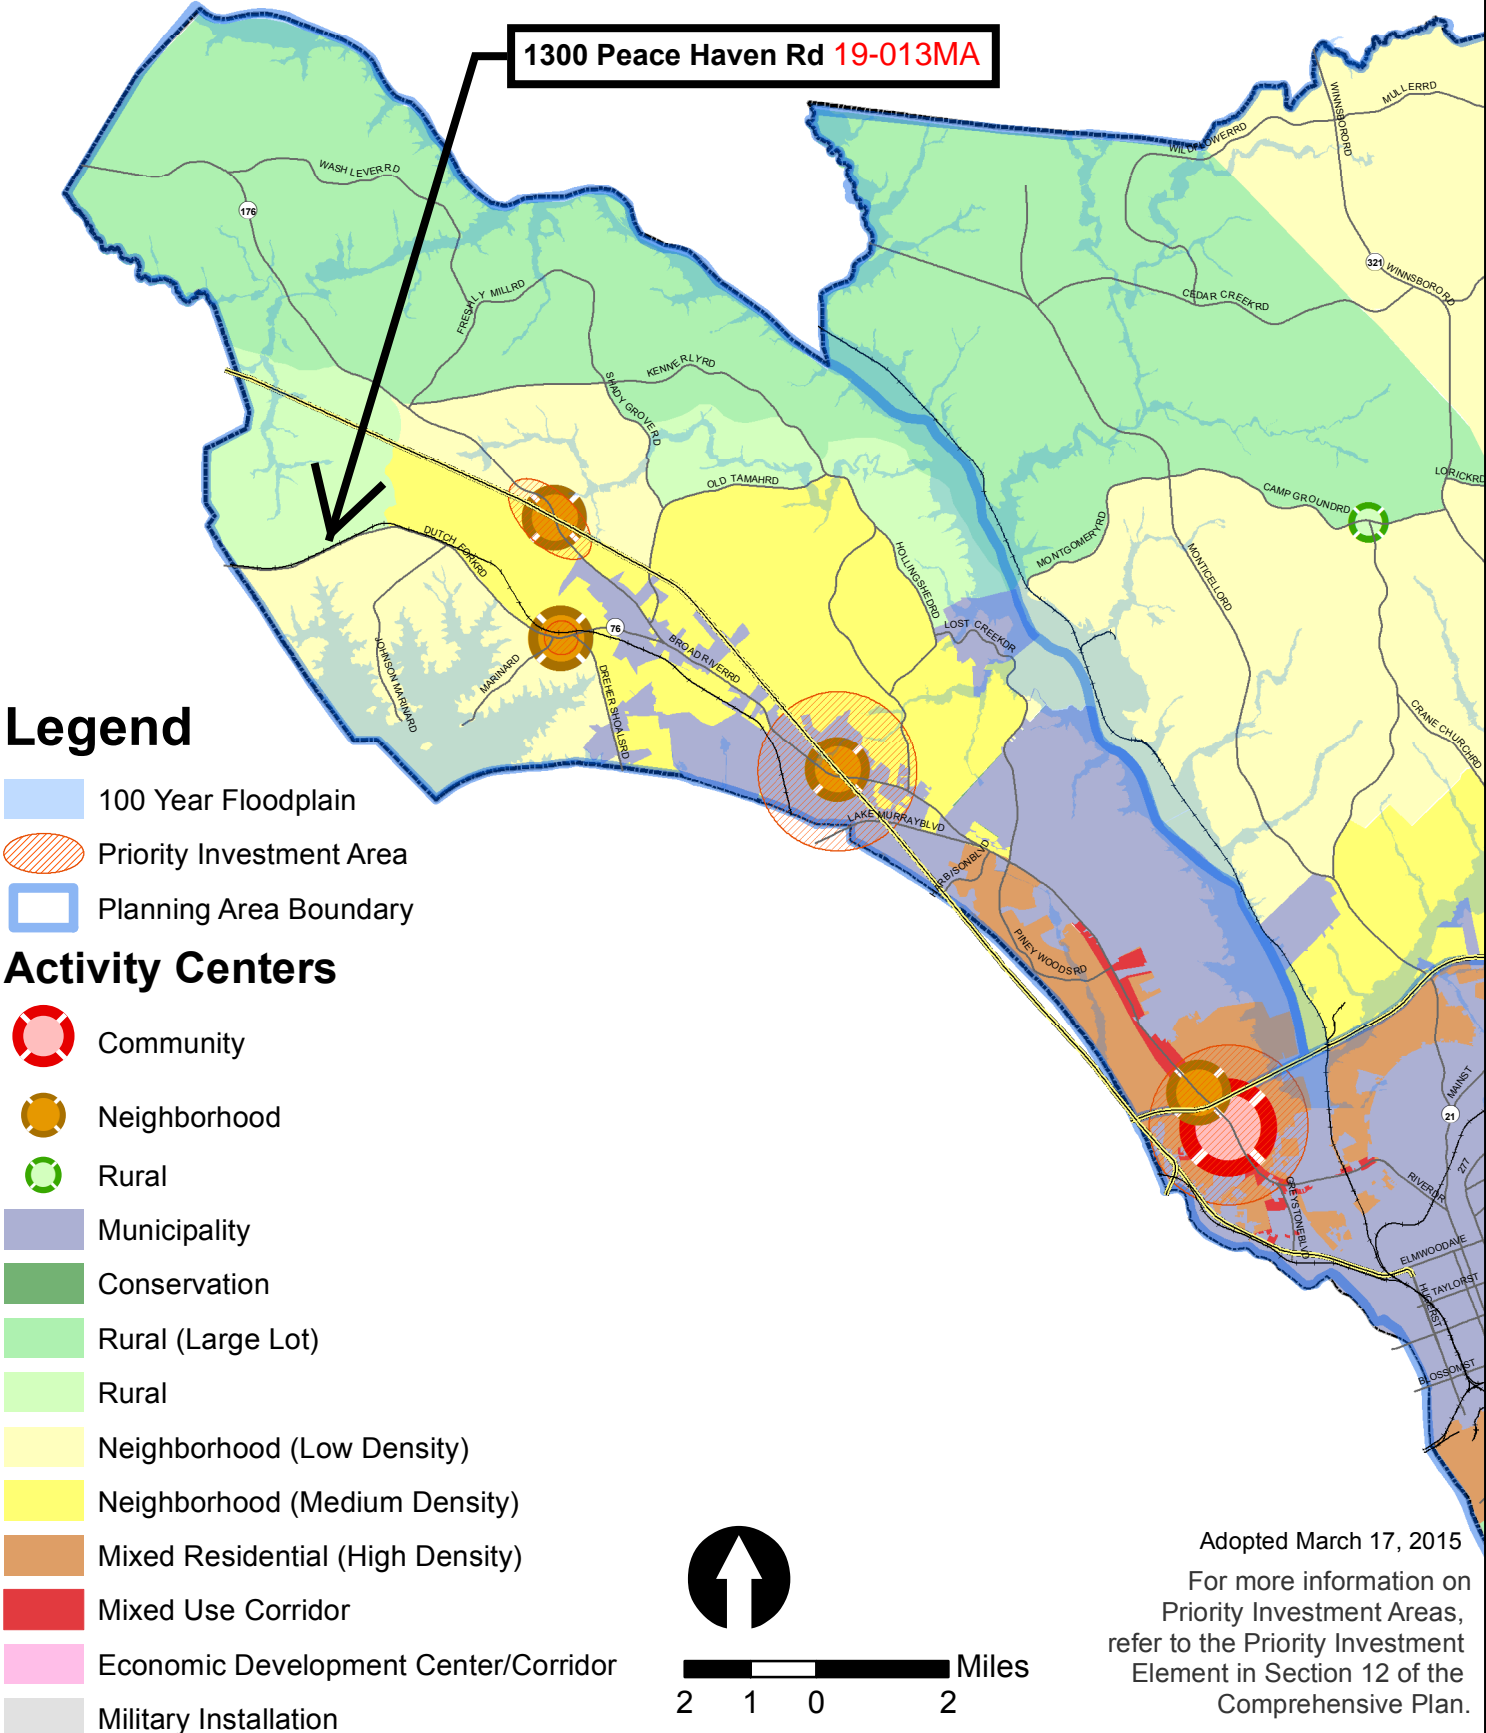 1300 Peace Haven Rd 19-013MA
WASH LEVER RD
176
FRESHLY MILL RD
KENNERLY RD
SHADY GROVE RD
OLD TAMAH RD
HOLLINGSHED RD
DUTCH FORK RD
JOHNSON MARINA RD
MARINA RD
76
BROAD RIVER RD
DREHER SHOALS RD
LOST CREEK DR
LAKE MURRAY BLVD
HARBISON BLVD
PINEY WOODS RD
WILDFLOWER RD
WINNSBORO RD
MULLER RD
321
WINNSBORO RD
CEDAR CREEK RD
LORICK RD
CAMP GROUND RD
MONTGOMERY RD
MONTICELLO RD
CRANE CHURCH RD
MAIN ST
21
277
RIVER DR
GREYSTONE BLVD
ELMWOOD AVE
TAYLOR ST
HUGER ST
BLOSSOM ST
Legend
100 Year Floodplain
Priority Investment Area
Planning Area Boundary
Activity Centers
Community
Neighborhood
Rural
Municipality
Conservation
Rural (Large Lot)
Rural
Neighborhood (Low Density)
Neighborhood (Medium Density)
Mixed Residential (High Density)
Mixed Use Corridor
Economic Development Center/Corridor
Military Installation
Miles
2 1 0 2
Adopted March 17, 2015
For more information on
Priority Investment Areas,
refer to the Priority Investment
Element in Section 12 of the
Comprehensive Plan.